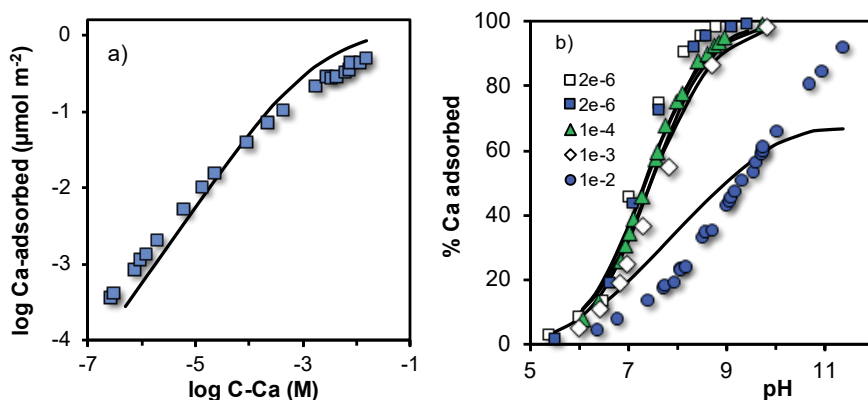 a)
log Ca-adsorbed (µmol m⁻²)
0
-1
-2
-3
-4
-7
-5
-3
-1
log C-Ca (M)
b)
% Ca adsorbed
100
80
60
40
20
0
2e-6
2e-6
1e-4
1e-3
1e-2
5
7
9
11
pH